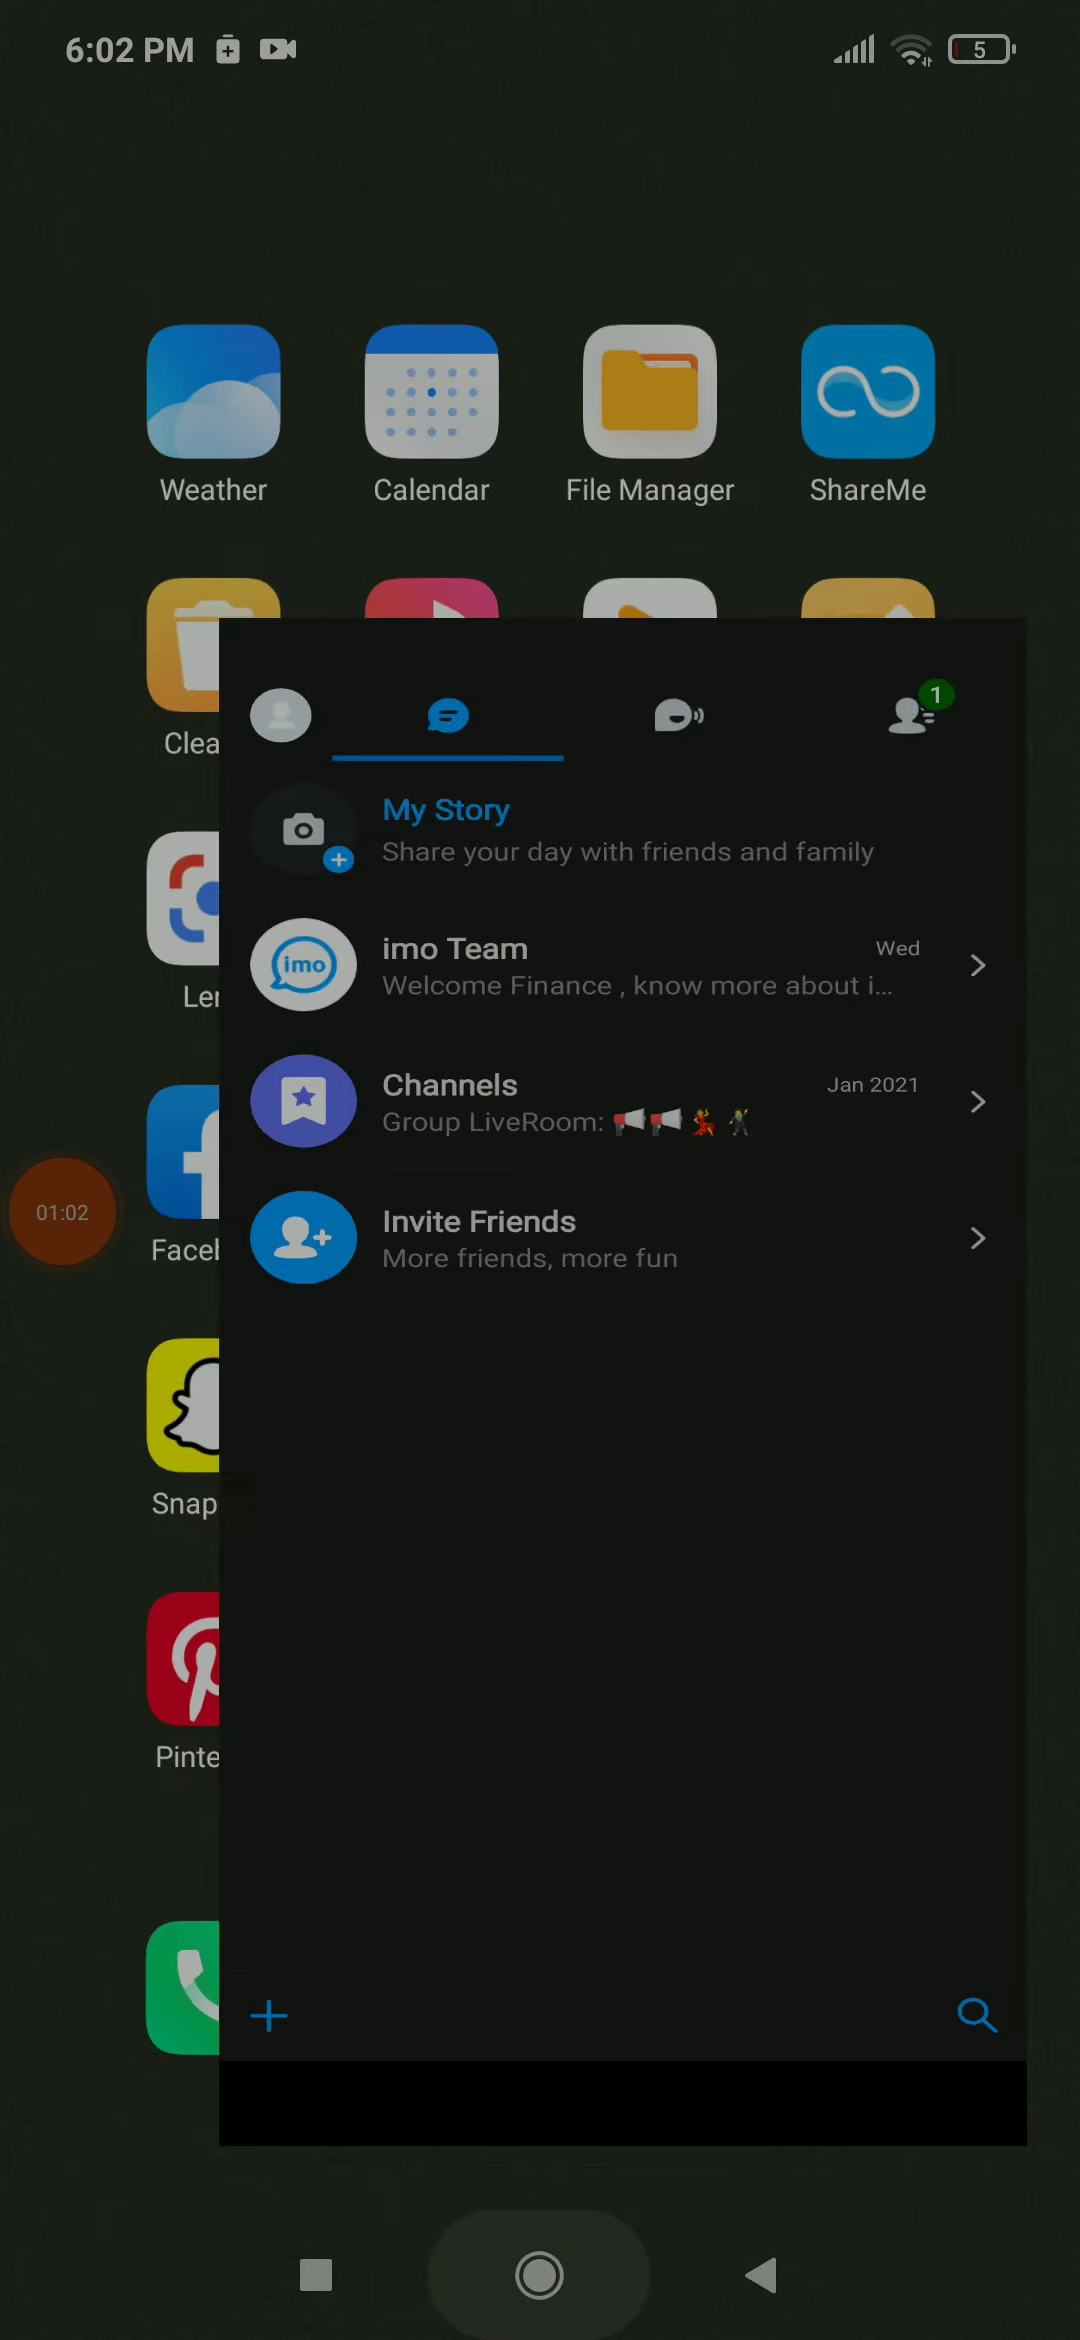 6:02 PM
5
Weather
Calendar
File Manager
ShareMe
Clea
1
My Story
Share your day with friends and family
imo
imo Team
Wed
Welcome Finance , know more about i...
Ler
Channels
Jan 2021
Group LiveRoom: 📢📢💃🕺
01:02
Invite Friends
More friends, more fun
Faceb
Snap
Pinte